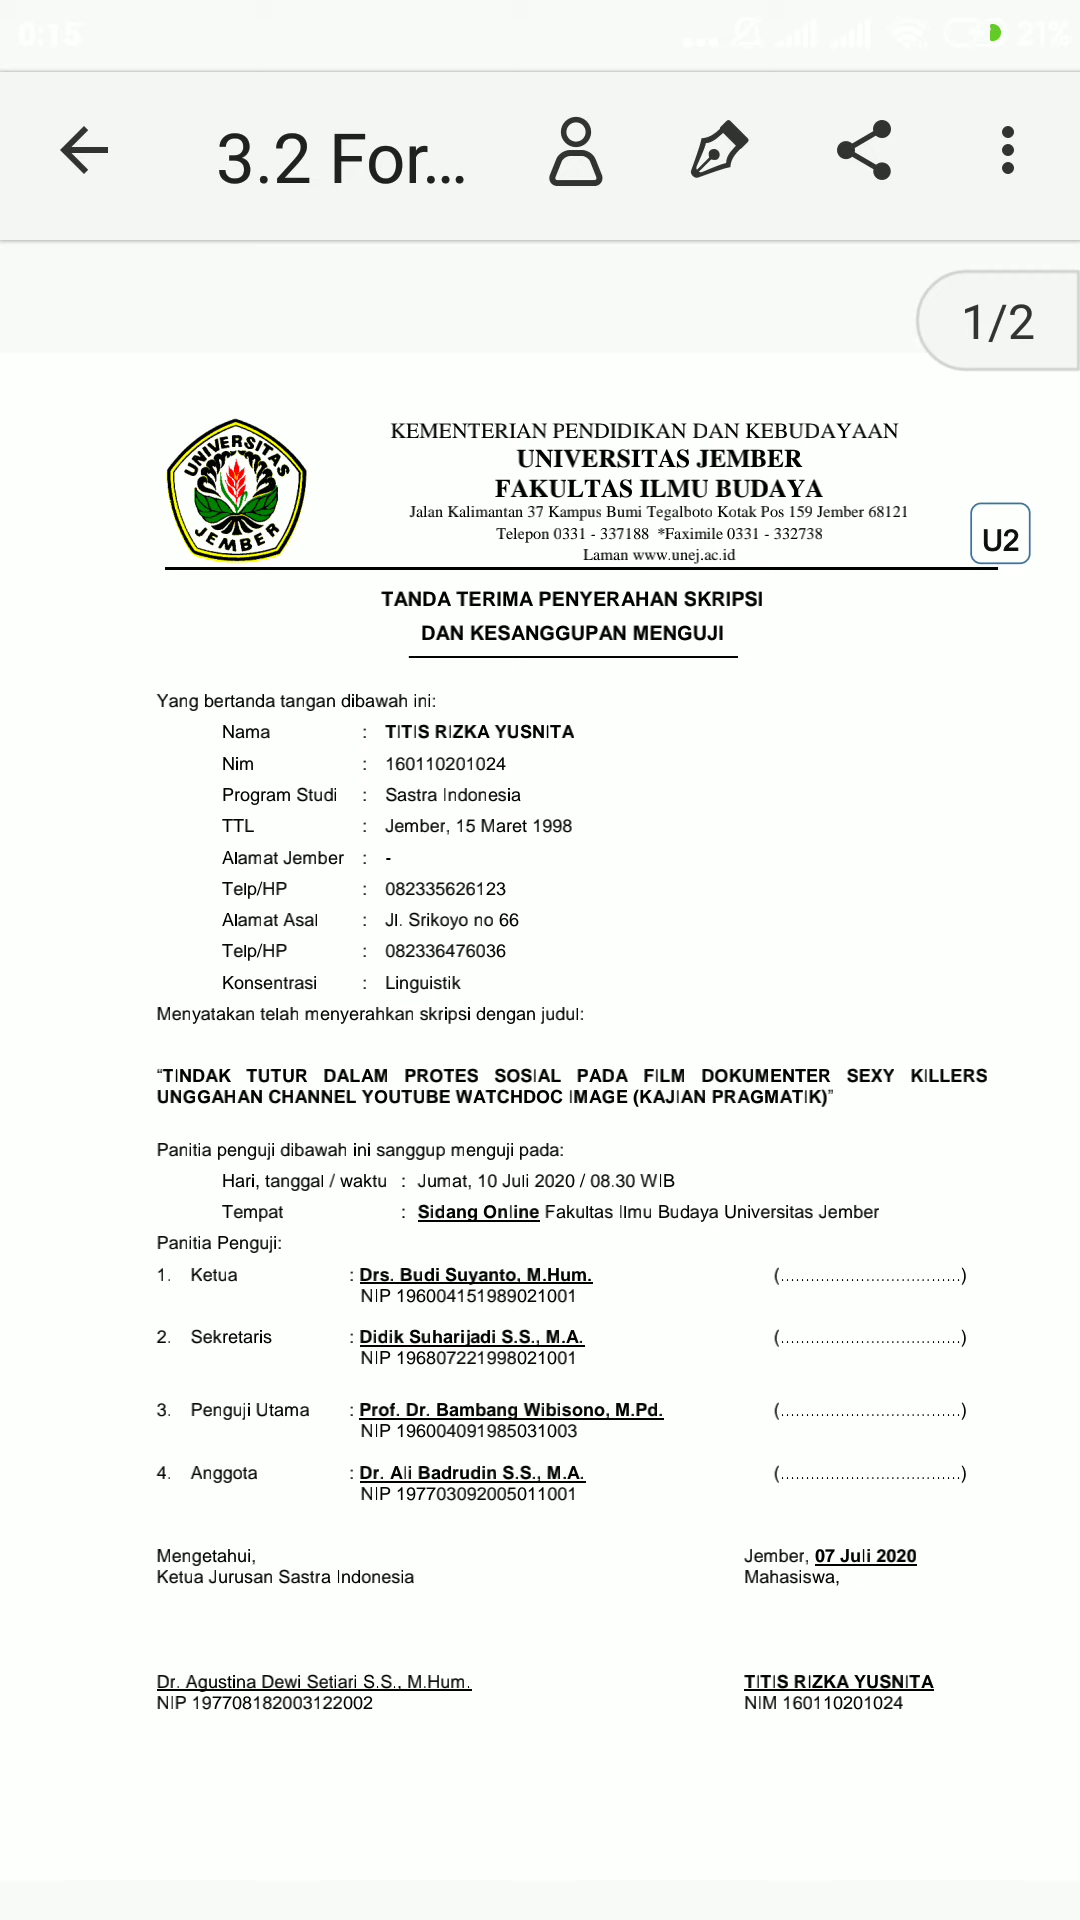 0:15
21%
3.2 For...
1/2
UNIVERSITAS
JEMBER
KEMENTERIAN PENDIDIKAN DAN KEBUDAYAAN
UNIVERSITAS JEMBER
FAKULTAS ILMU BUDAYA
Jalan Kalimantan 37 Kampus Bumi Tegalboto Kotak Pos 159 Jember 68121
Telepon 0331 - 337188 *Faximile 0331 - 332738
Laman www.unej.ac.id
U2
TANDA TERIMA PENYERAHAN SKRIPSI
DAN KESANGGUPAN MENGUJI
Yang bertanda tangan dibawah ini:
Nama : TITIS RIZKA YUSNITA
Nim : 160110201024
Program Studi : Sastra Indonesia
TTL : Jember, 15 Maret 1998
Alamat Jember : -
Telp/HP : 082335626123
Alamat Asal : Jl. Srikoyo no 66
Telp/HP : 082336476036
Konsentrasi : Linguistik
Menyatakan telah menyerahkan skripsi dengan judul:
“TINDAK TUTUR DALAM PROTES SOSIAL PADA FILM DOKUMENTER SEXY KILLERS
UNGGAHAN CHANNEL YOUTUBE WATCHDOC IMAGE (KAJIAN PRAGMATIK)”
Panitia penguji dibawah ini sanggup menguji pada:
Hari, tanggal / waktu : Jumat, 10 Juli 2020 / 08.30 WIB
Tempat : Sidang Online Fakultas Ilmu Budaya Universitas Jember
Panitia Penguji:
1. Ketua : Drs. Budi Suyanto, M.Hum. (....................................)
NIP 196004151989021001
2. Sekretaris : Didik Suharijadi S.S., M.A. (....................................)
NIP 196807221998021001
3. Penguji Utama : Prof. Dr. Bambang Wibisono, M.Pd. (....................................)
NIP 196004091985031003
4. Anggota : Dr. Ali Badrudin S.S., M.A. (....................................)
NIP 197703092005011001
Mengetahui, Jember, 07 Juli 2020
Ketua Jurusan Sastra Indonesia Mahasiswa,
Dr. Agustina Dewi Setiari S.S., M.Hum. TITIS RIZKA YUSNITA
NIP 197708182003122002 NIM 160110201024